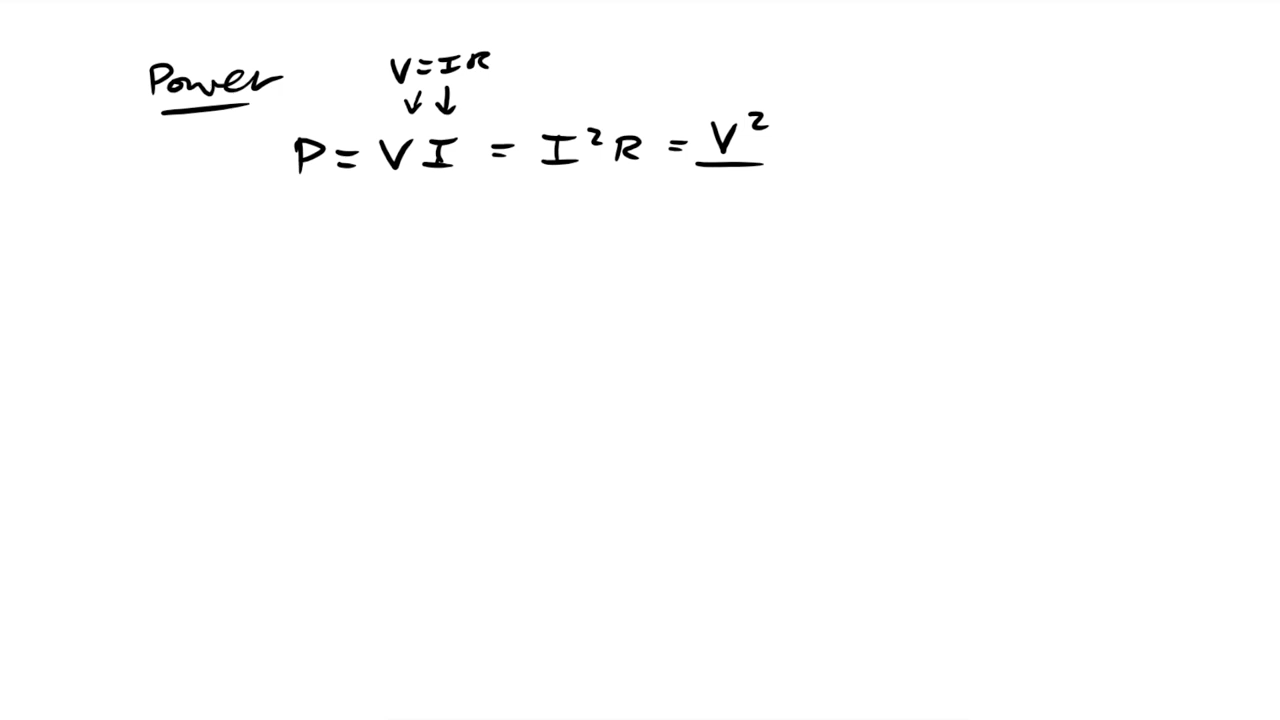 Power
V = IR
↓ ↓
P = VI = I²R = V²